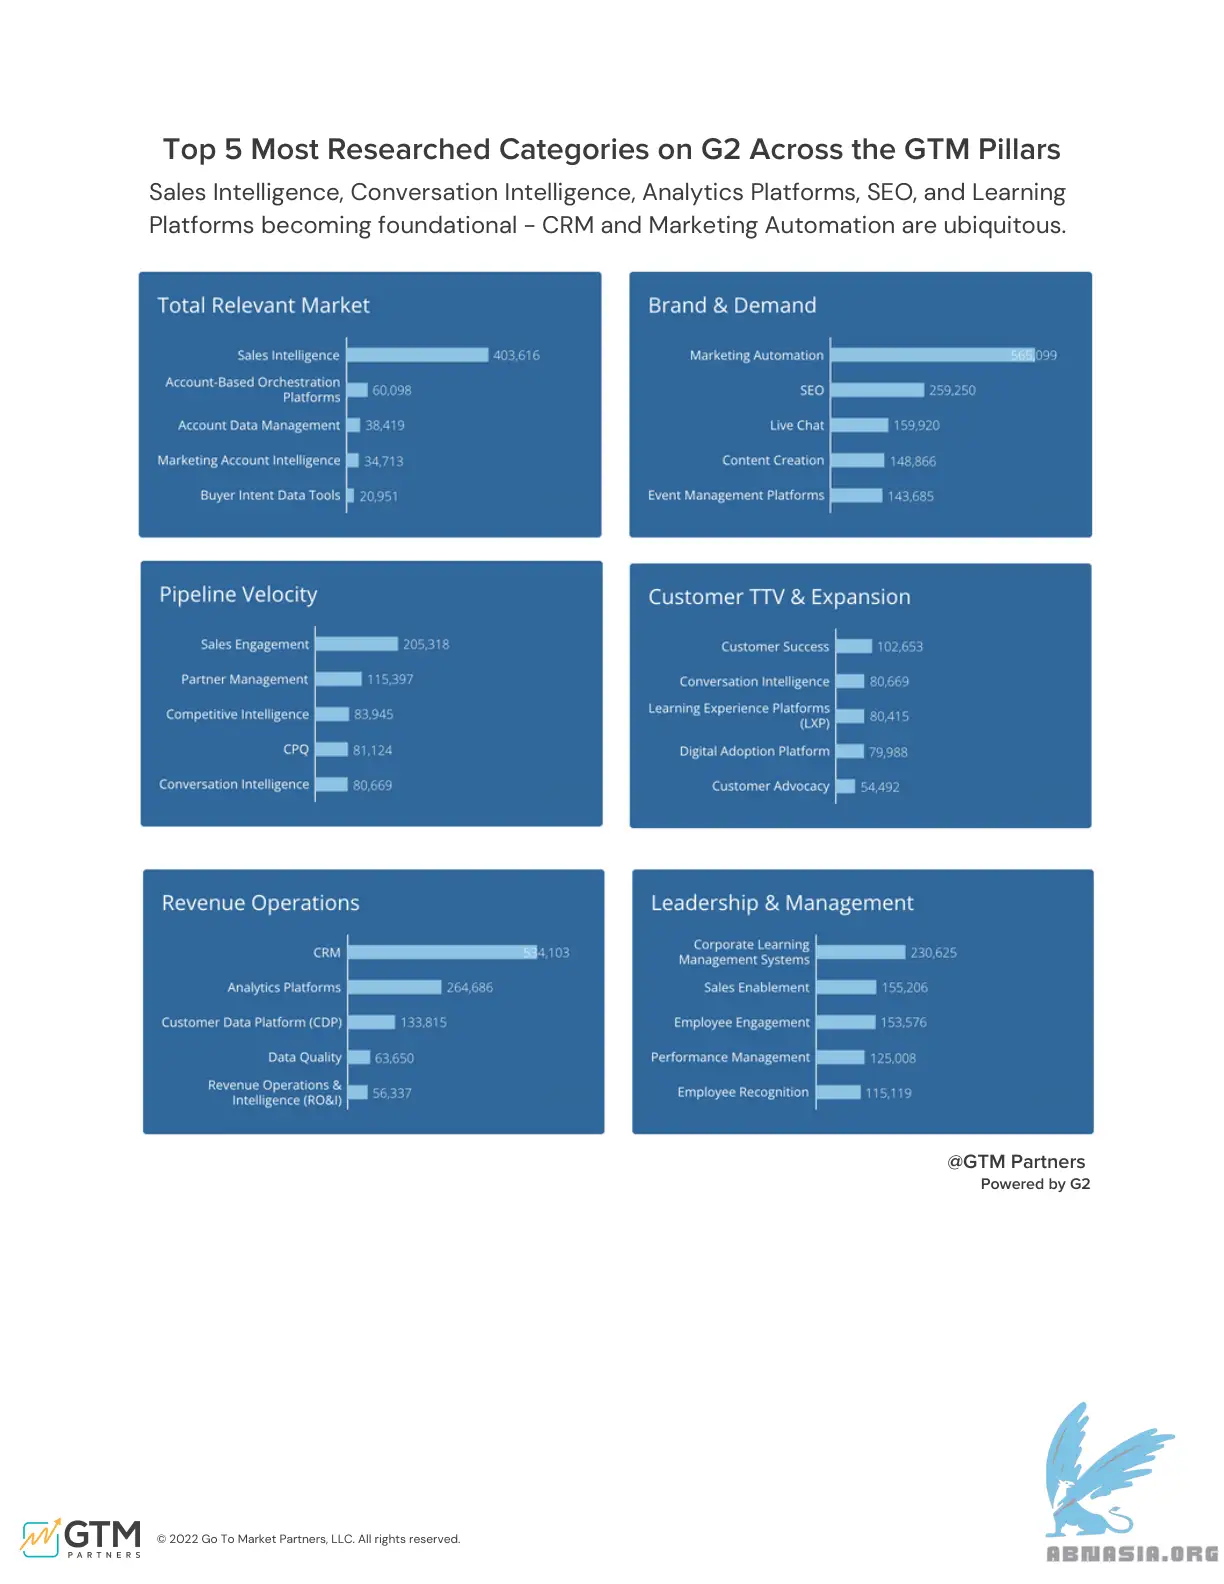 Top 5 Most Researched Categories on G2 Across the GTM Pillars
Sales Intelligence, Conversation Intelligence, Analytics Platforms, SEO, and Learning
Platforms becoming foundational - CRM and Marketing Automation are ubiquitous.
Total Relevant Market
Sales Intelligence 403,616
Account-Based Orchestration
Platforms 60,098
Account Data Management 38,419
Marketing Account Intelligence 34,713
Buyer Intent Data Tools 20,951
Brand & Demand
Marketing Automation 565,099
SEO 259,250
Live Chat 159,920
Content Creation 148,866
Event Management Platforms 143,685
Pipeline Velocity
Sales Engagement 205,318
Partner Management 115,397
Competitive Intelligence 83,945
CPQ 81,124
Conversation Intelligence 80,669
Customer TTV & Expansion
Customer Success 102,653
Conversation Intelligence 80,669
Learning Experience Platforms
(LXP) 80,415
Digital Adoption Platform 79,988
Customer Advocacy 54,492
Revenue Operations
CRM 534,103
Analytics Platforms 264,686
Customer Data Platform (CDP) 133,815
Data Quality 63,650
Revenue Operations &
Intelligence (RO&I) 56,337
Leadership & Management
Corporate Learning
Management Systems 230,625
Sales Enablement 155,206
Employee Engagement 153,576
Performance Management 125,008
Employee Recognition 115,119
@GTM Partners
Powered by G2
GTM
PARTNERS
© 2022 Go To Market Partners, LLC. All rights reserved.
ABNASIA.ORG